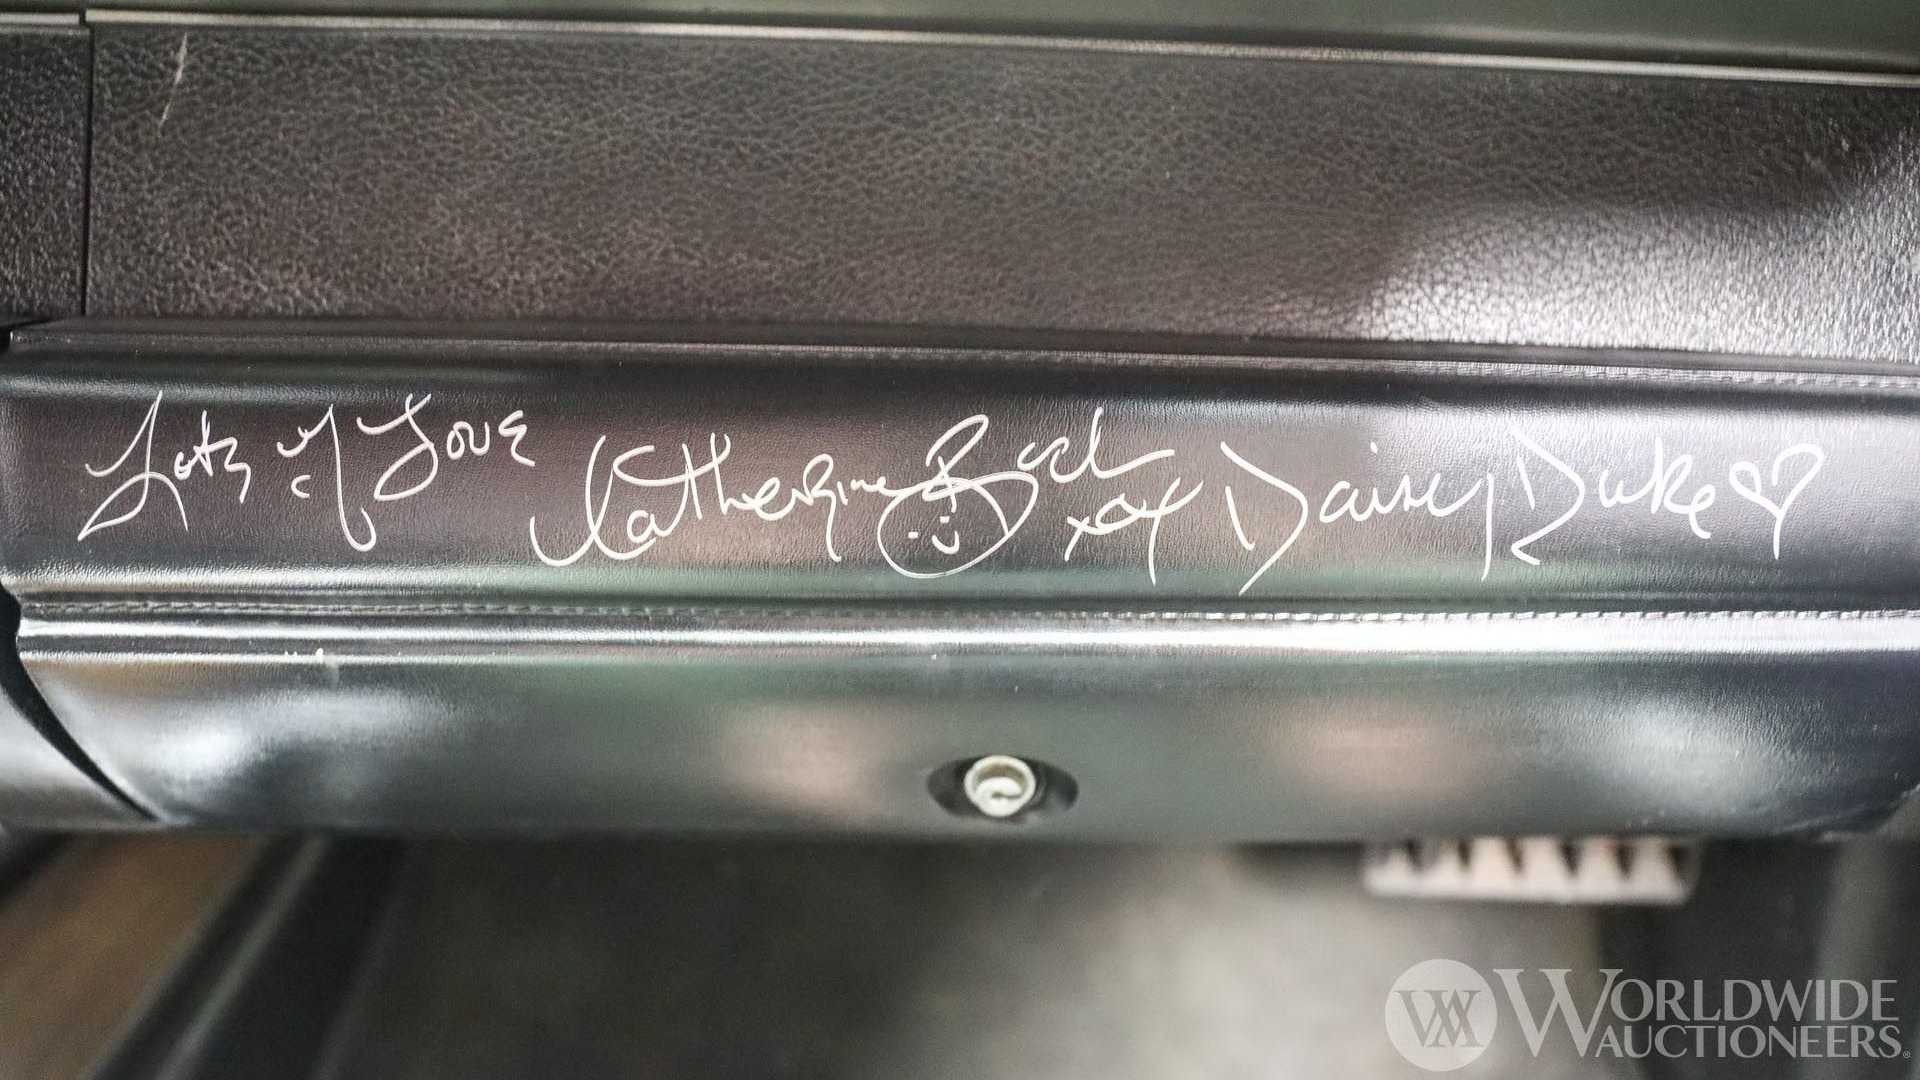 Lots of Love Katherine Bach xox Daisy Duke
WORLDWIDE
AUCTIONEERS.